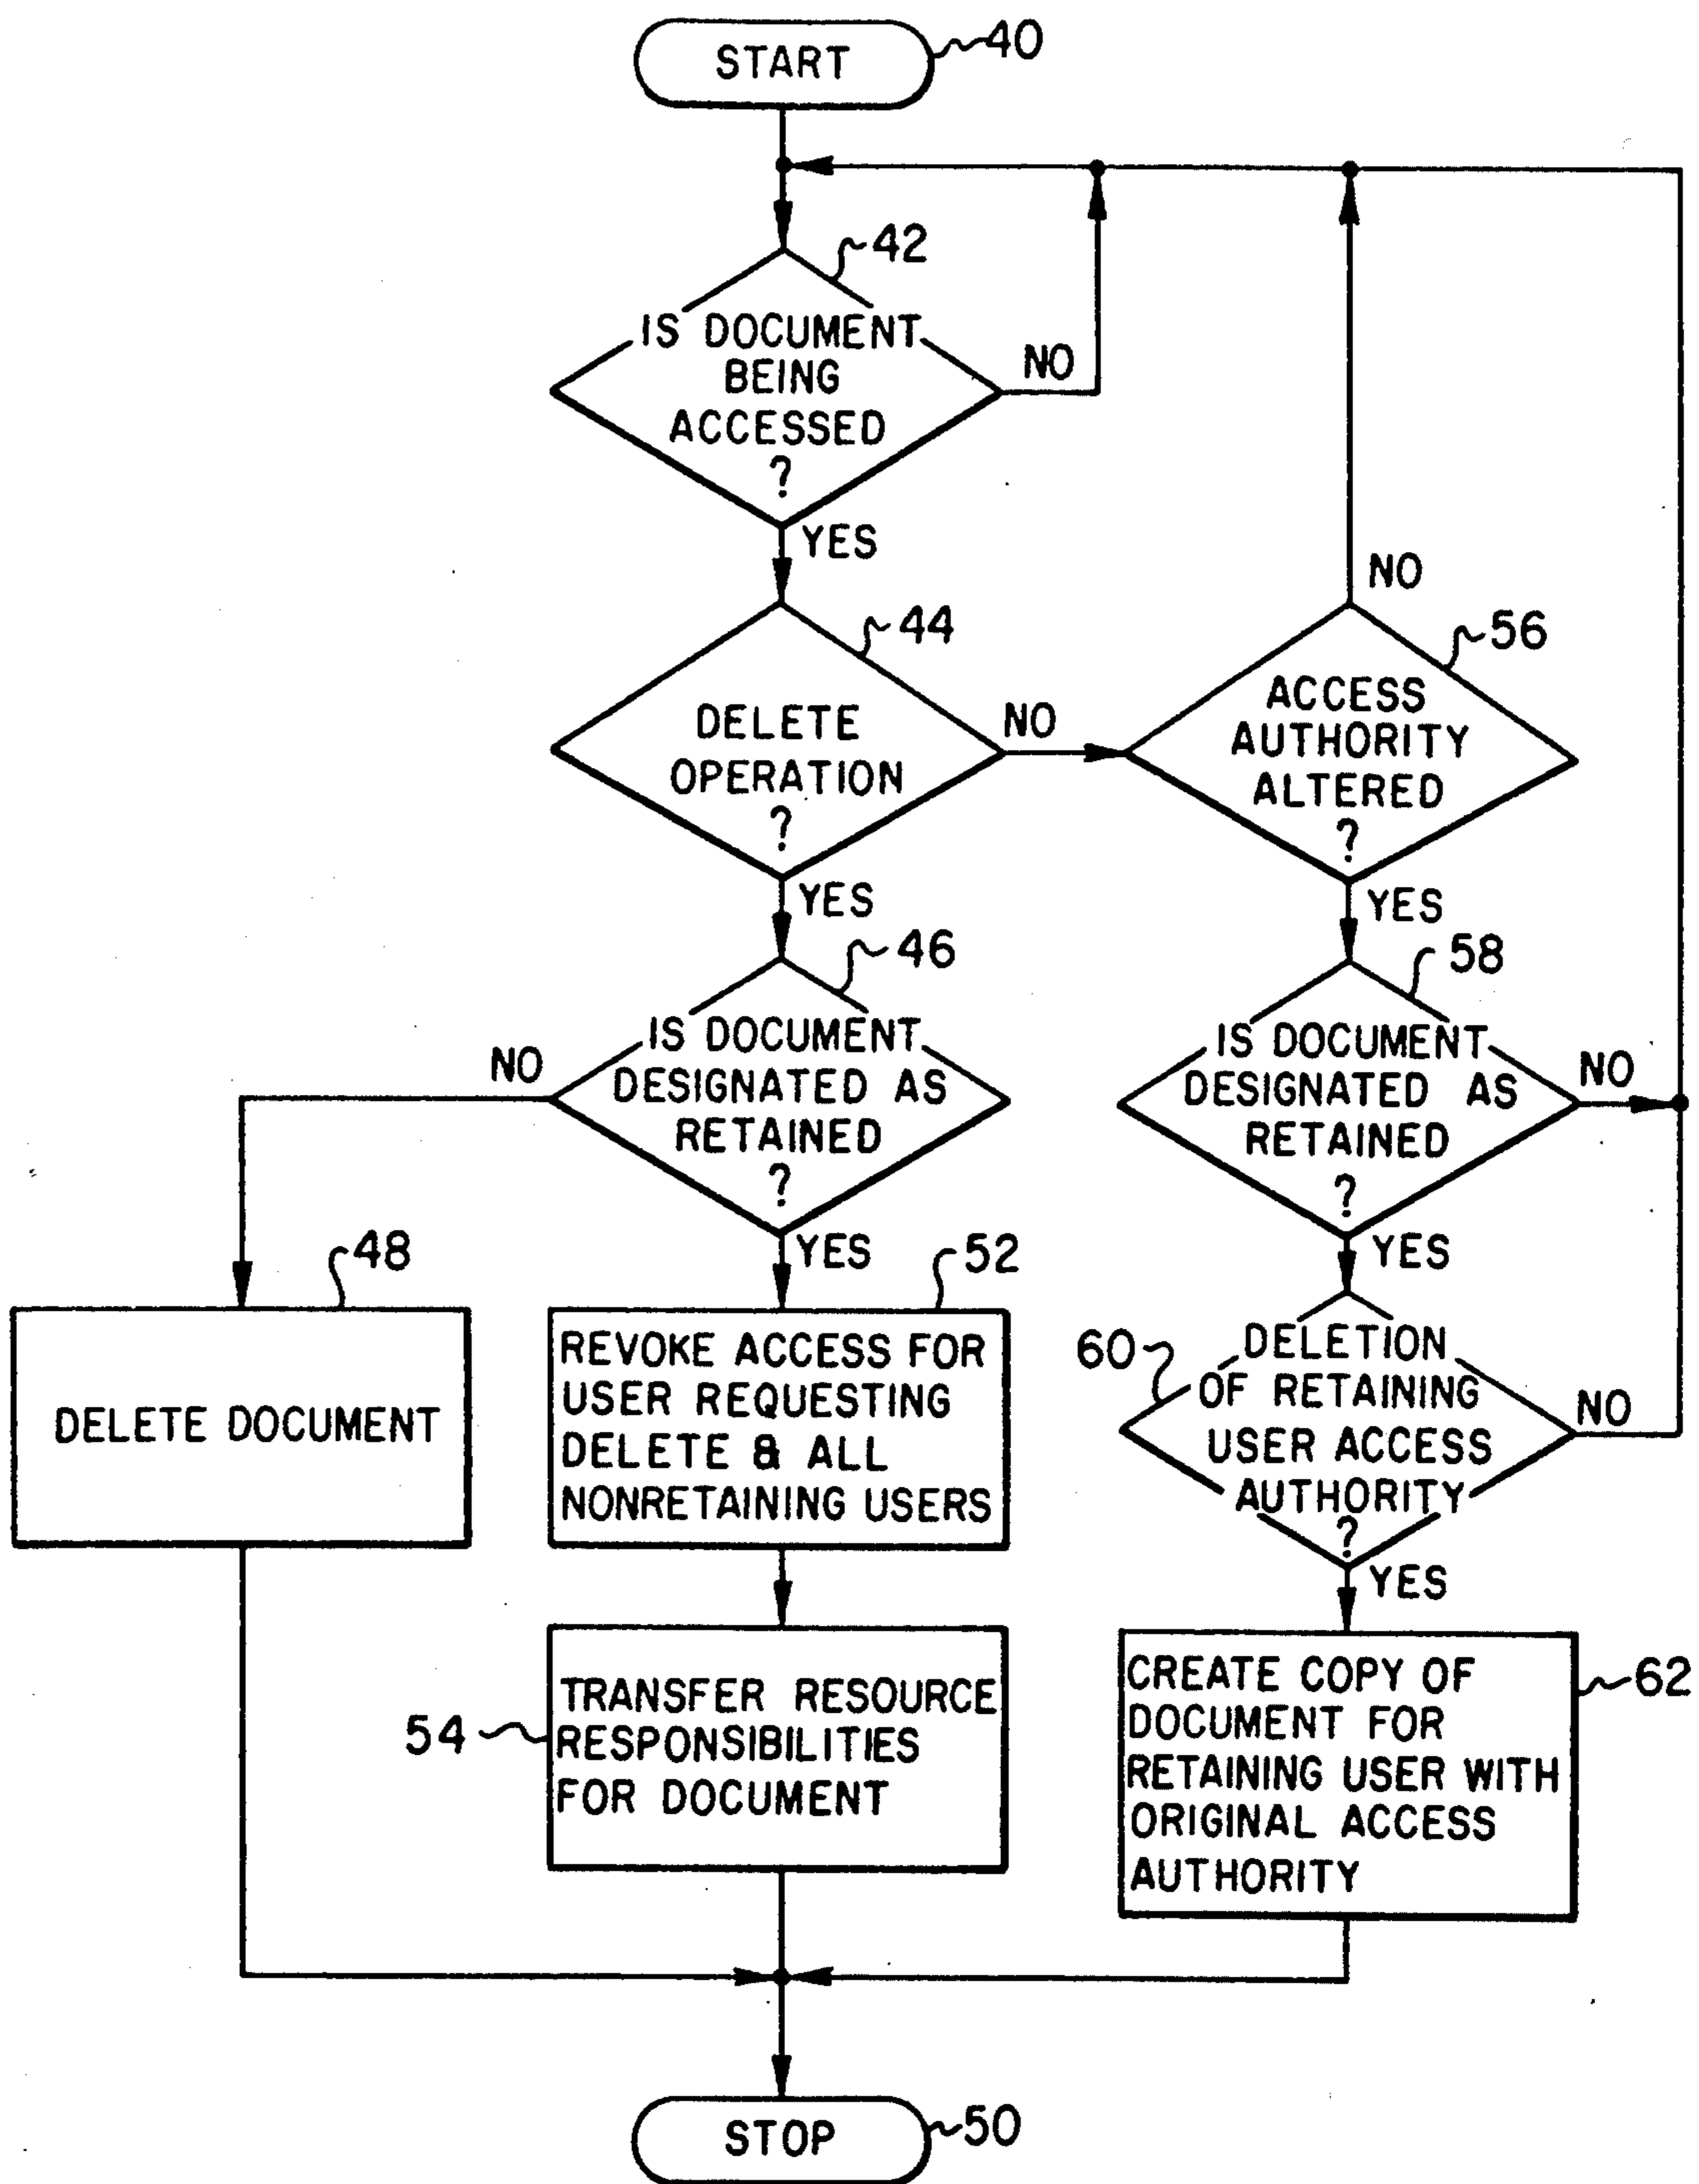 START
40
42
IS DOCUMENT
BEING
ACCESSED
?
NO
YES
44
DELETE
OPERATION
?
NO
YES
56
NO
ACCESS
AUTHORITY
ALTERED
?
YES
46
IS DOCUMENT
DESIGNATED AS
RETAINED
?
NO
YES
58
IS DOCUMENT
DESIGNATED AS
RETAINED
?
NO
YES
48
DELETE DOCUMENT
52
REVOKE ACCESS FOR
USER REQUESTING
DELETE & ALL
NONRETAINING USERS
60
DELETION
OF RETAINING
USER ACCESS
AUTHORITY
?
NO
YES
54
TRANSFER RESOURCE
RESPONSIBILITIES
FOR DOCUMENT
62
CREATE COPY OF
DOCUMENT FOR
RETAINING USER WITH
ORIGINAL ACCESS
AUTHORITY
STOP
50